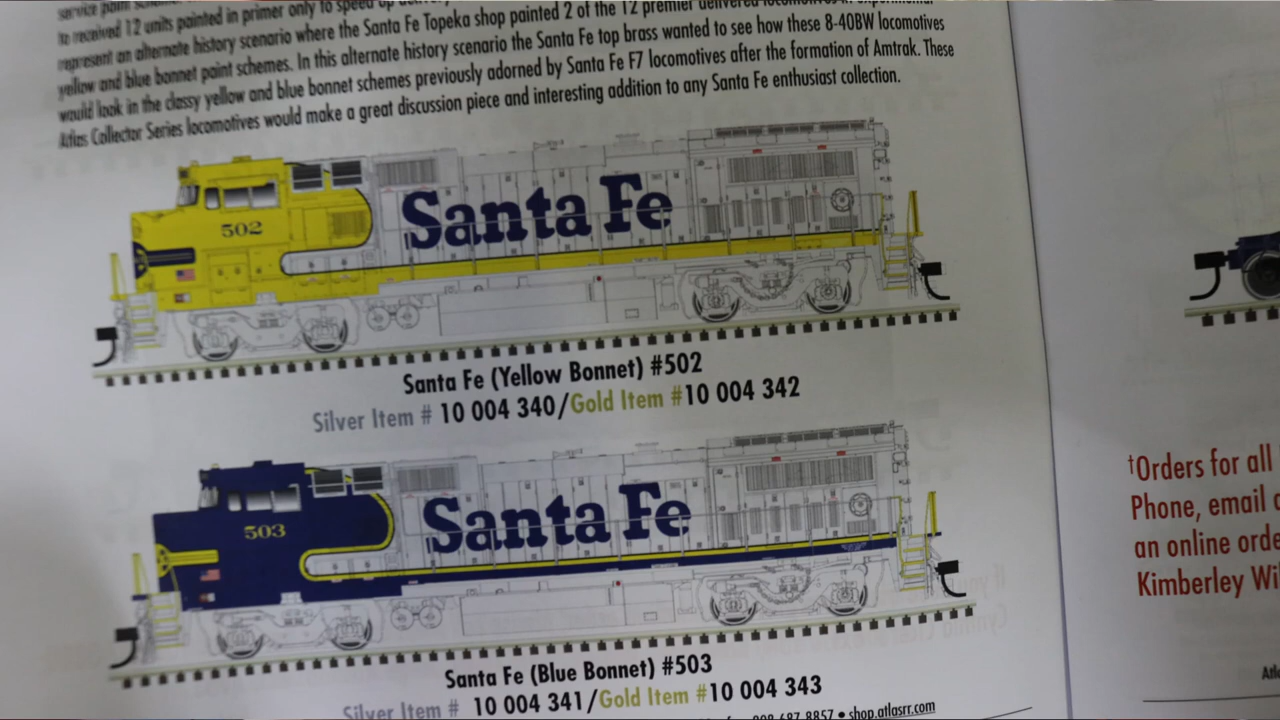 to received 12 units painted in primer only to speed up
represent an alternate history scenario where the Santa Fe Topeka shop painted 2 of the 12 premier delivered
yellow and blue bonnet paint schemes. In this alternate history scenario the Santa Fe top brass wanted to see how these 8-40BW locomotives
would look in the classy yellow and blue bonnet schemes previously adorned by Santa Fe F7 locomotives after the formation of Amtrak. These
Atlas Collector Series locomotives would make a great discussion piece and interesting addition to any Santa Fe enthusiast collection.
502
Santa Fe
Santa Fe (Yellow Bonnet) #502
Silver Item # 10 004 340/Gold Item #10 004 342
503
Santa Fe
Santa Fe (Blue Bonnet) #503
Silver Item # 10 004 341/Gold Item #10 004 343
908-687-8857 • shop.atlasrr.com
†Orders for all
Phone, email
an online orde
Kimberley Wi
Atl